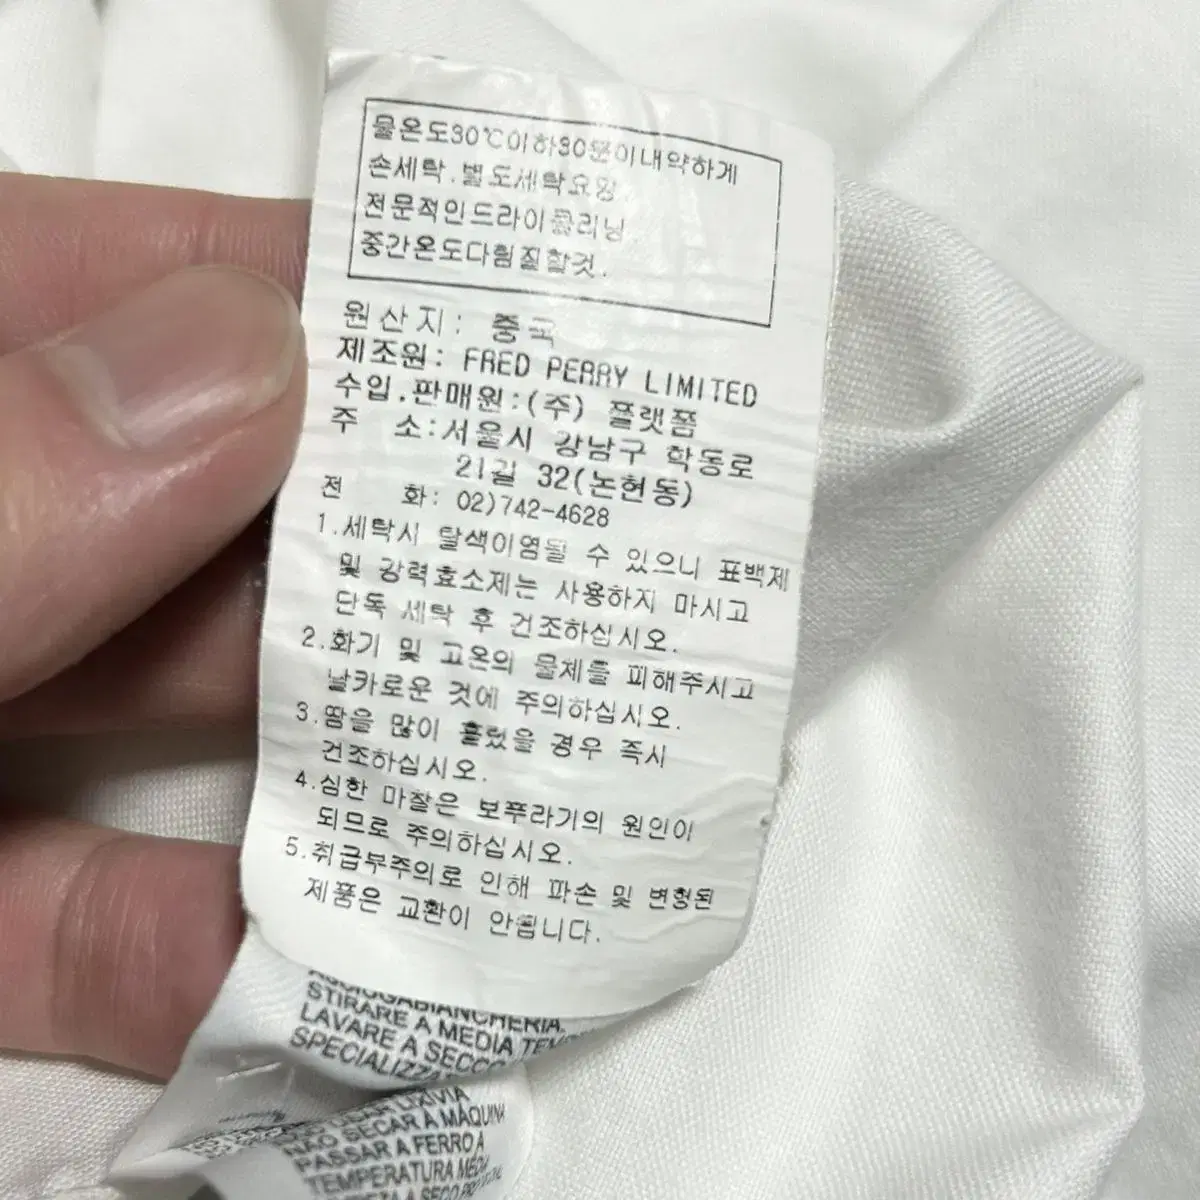 물온도30℃이하30분이내약하게
손세탁.별도세탁요망.
전문적인드라이클리닝.
중간온도다림질할것.
원산지: 중국
제조원: FRED PERRY LIMITED
수입.판매원:(주) 플랫폼
주 소:서울시 강남구 학동로
21길 32(논현동)
전 화: 02)742-4628
1.세탁시 탈색이염될 수 있으니 표백제
및 강력효소제는 사용하지 마시고
단독 세탁 후 건조하십시오.
2.화기 및 고온의 물체를 피해주시고
날카로운 것에 주의하십시오.
3.땀을 많이 흘렸을 경우 즉시
건조하십시오.
4.심한 마찰은 보푸라기의 원인이
되므로 주의하십시오.
5.취급부주의로 인해 파손 및 변형된
제품은 교환이 안됩니다.
ASCIUGABIANCHERIA.
STIRARE A MEDIA
LAVARE A SECCO
LIXIVIA
NÃO SECAR À MÁQUINA
PASSAR A FERRO A
TEMPERATURA MÉDIA
A SECO